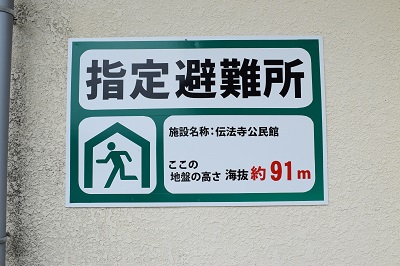 指定避難所
施設名称：伝法寺公民館
ここの
地盤の高さ 海抜 約91m